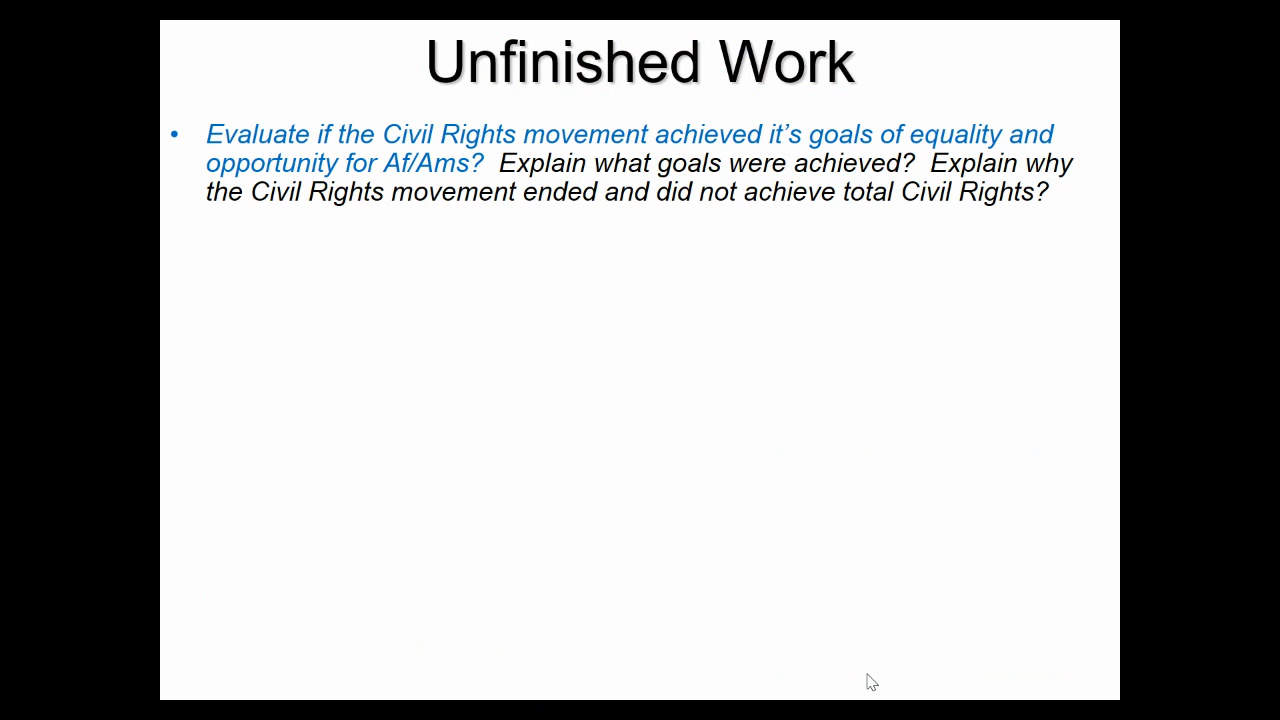 Unfinished Work
• Evaluate if the Civil Rights movement achieved it’s goals of equality and
opportunity for Af/Ams? Explain what goals were achieved? Explain why
the Civil Rights movement ended and did not achieve total Civil Rights?